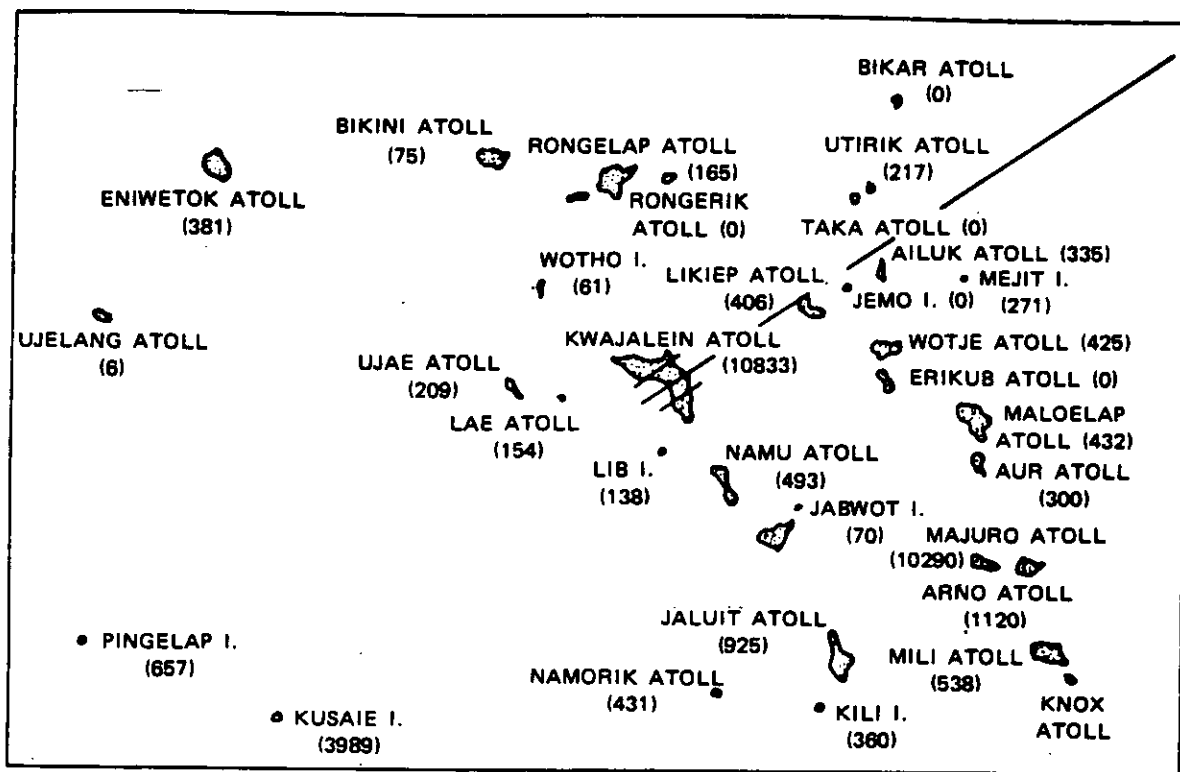 BIKAR ATOLL
(0)
BIKINI ATOLL
(75)
RONGELAP ATOLL
(165)
UTIRIK ATOLL
(217)
ENIWETOK ATOLL
(381)
RONGERIK
ATOLL (0)
TAKA ATOLL (0)
WOTHO I.
(61)
LIKIEP ATOLL
(406)
AILUK ATOLL (335)
MEJIT I.
(271)
JEMO I. (0)
UJELANG ATOLL
(6)
KWAJALEIN ATOLL
(10833)
WOTJE ATOLL (425)
UJAE ATOLL
(209)
ERIKUB ATOLL (0)
LAE ATOLL
(154)
MALOELAP
ATOLL (432)
LIB I.
(138)
NAMU ATOLL
(493)
AUR ATOLL
(300)
JABWOT I.
(70)
MAJURO ATOLL
(10290)
ARNO ATOLL
(1120)
PINGELAP I.
(657)
JALUIT ATOLL
(925)
MILI ATOLL
(538)
NAMORIK ATOLL
(431)
KNOX
ATOLL
KUSAIE I.
(3989)
KILI I.
(360)